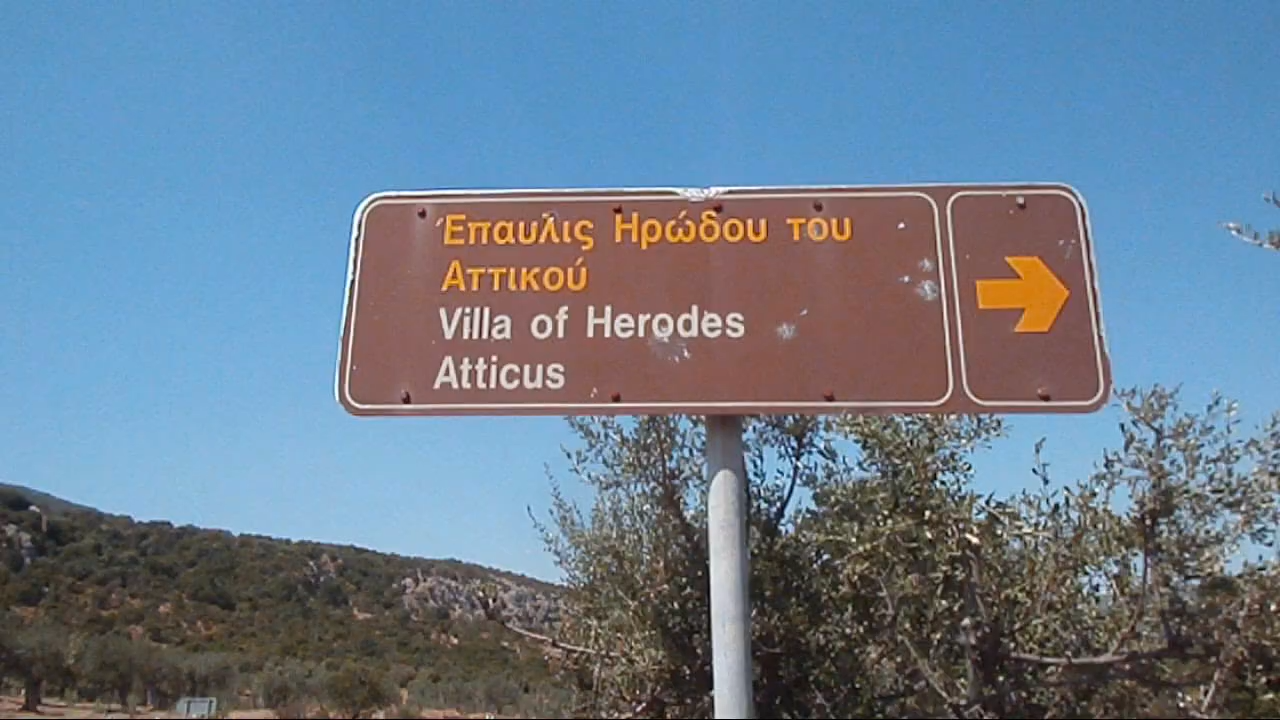 Έπαυλις Ηρώδου του
Αττικού
Villa of Herodes
Atticus